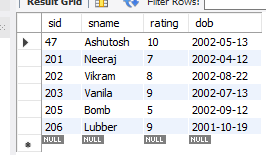 Result Grid Filter Rows:
sid sname rating dob
47 Ashutosh 10 2002-05-13
201 Neeraj 7 2002-04-12
202 Vikram 8 2002-08-22
203 Vanila 9 2002-07-13
205 Bomb 5 2002-09-12
206 Lubber 9 2001-10-19
NULL NULL NULL NULL